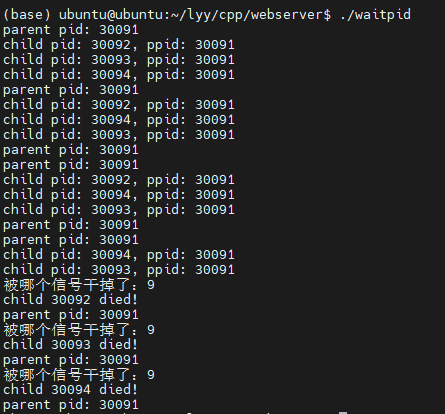 (base) ubuntu@ubuntu:~/lyy/cpp/webserver$ ./waitpid
parent pid: 30091
child pid: 30092, ppid: 30091
child pid: 30093, ppid: 30091
child pid: 30094, ppid: 30091
parent pid: 30091
child pid: 30092, ppid: 30091
child pid: 30094, ppid: 30091
child pid: 30093, ppid: 30091
parent pid: 30091
parent pid: 30091
child pid: 30092, ppid: 30091
child pid: 30094, ppid: 30091
child pid: 30093, ppid: 30091
parent pid: 30091
parent pid: 30091
child pid: 30094, ppid: 30091
child pid: 30093, ppid: 30091
被哪个信号干掉了：9
child 30092 died!
parent pid: 30091
被哪个信号干掉了：9
child 30093 died!
parent pid: 30091
被哪个信号干掉了：9
child 30094 died!
parent pid: 30091